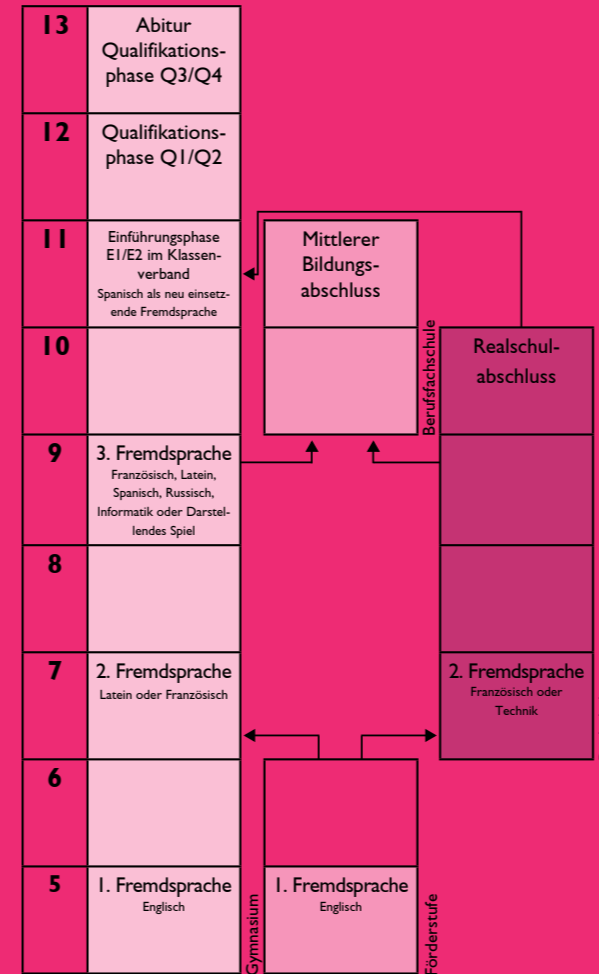 13
Abitur
Qualifikations-
phase Q3/Q4
12
Qualifikations-
phase Q1/Q2
11
Einführungsphase
E1/E2 im Klassen-
verband
Spanisch als neu einsetz-
ende Fremdsprache
Mittlerer
Bildungs-
abschluss
10
Berufsfachschule
Realschul-
abschluss
9
3. Fremdsprache
Französisch, Latein,
Spanisch, Russisch,
Informatik oder Darstel-
lendes Spiel
8
7
2. Fremdsprache
Latein oder Französisch
2. Fremdsprache
Französisch oder
Technik
6
5
1. Fremdsprache
Englisch
Gymnasium
1. Fremdsprache
Englisch
Förderstufe